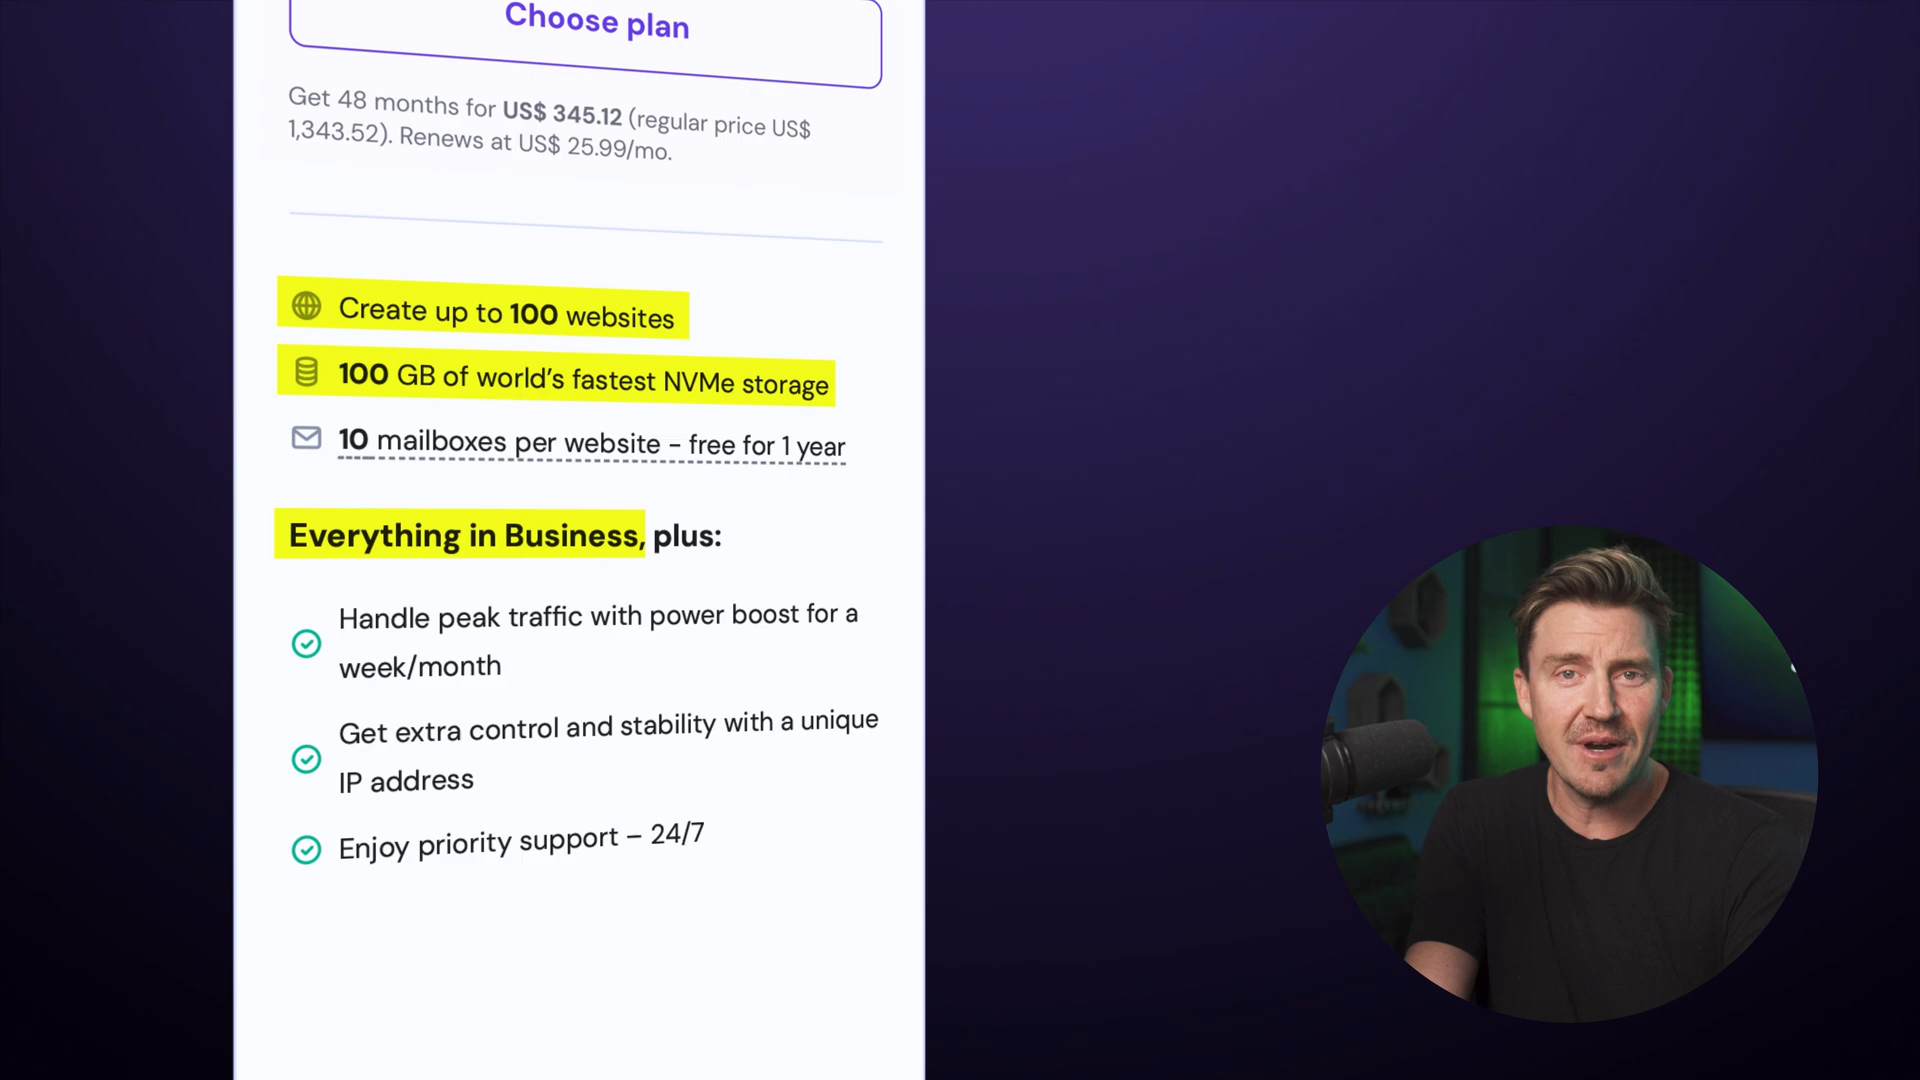 Choose plan
Get 48 months for US$ 345.12 (regular price US$
1,343.52). Renews at US$ 25.99/mo.
Create up to 100 websites
100 GB of world's fastest NVMe storage
10 mailboxes per website – free for 1 year
Everything in Business, plus:
Handle peak traffic with power boost for a
week/month
Get extra control and stability with a unique
IP address
Enjoy priority support – 24/7